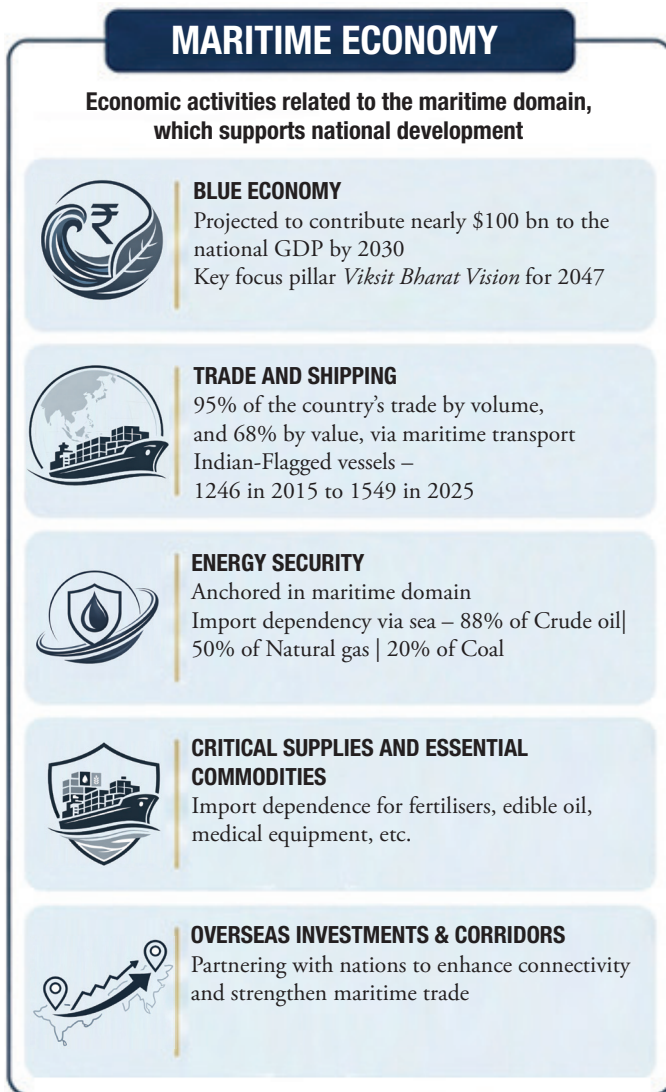 MARITIME ECONOMY
Economic activities related to the maritime domain,
which supports national development
₹
BLUE ECONOMY
Projected to contribute nearly $100 bn to the
national GDP by 2030
Key focus pillar Viksit Bharat Vision for 2047
TRADE AND SHIPPING
95% of the country’s trade by volume,
and 68% by value, via maritime transport
Indian-Flagged vessels –
1246 in 2015 to 1549 in 2025
ENERGY SECURITY
Anchored in maritime domain
Import dependency via sea – 88% of Crude oil|
50% of Natural gas | 20% of Coal
CRITICAL SUPPLIES AND ESSENTIAL
COMMODITIES
Import dependence for fertilisers, edible oil,
medical equipment, etc.
OVERSEAS INVESTMENTS & CORRIDORS
Partnering with nations to enhance connectivity
and strengthen maritime trade